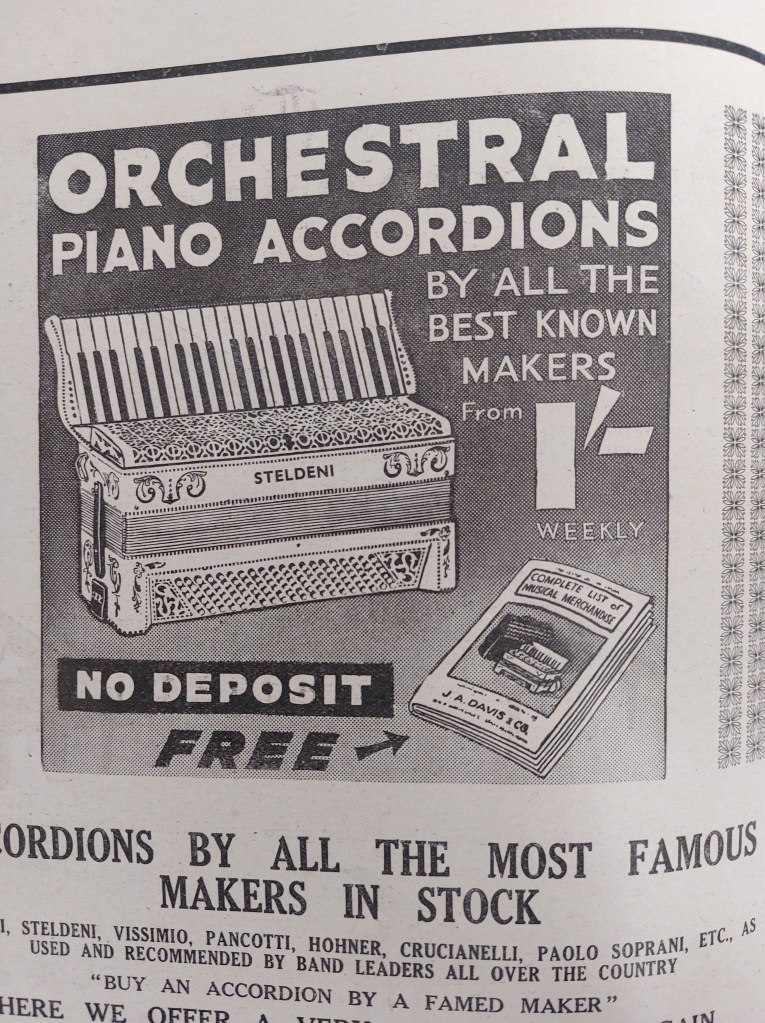 ORCHESTRAL
PIANO ACCORDIONS
BY ALL THE
BEST KNOWN
MAKERS
From 1/-
WEEKLY
STELDENI
COMPLETE LIST of
MUSICAL MERCHANDISE
J.A. DAVIS & CO.
NO DEPOSIT
FREE
CORDIONS BY ALL THE MOST FAMOUS
MAKERS IN STOCK
I, STELDENI, VISSIMIO, PANCOTTI, HOHNER, CRUCIANELLI, PAOLO SOPRANI, ETC., AS
USED AND RECOMMENDED BY BAND LEADERS ALL OVER THE COUNTRY
"BUY AN ACCORDION BY A FAMED MAKER"
HERE WE OFFER A VERY